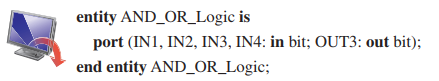 entity AND_OR_Logic is
port (IN1, IN2, IN3, IN4: in bit; OUT3: out bit);
end entity AND_OR_Logic;